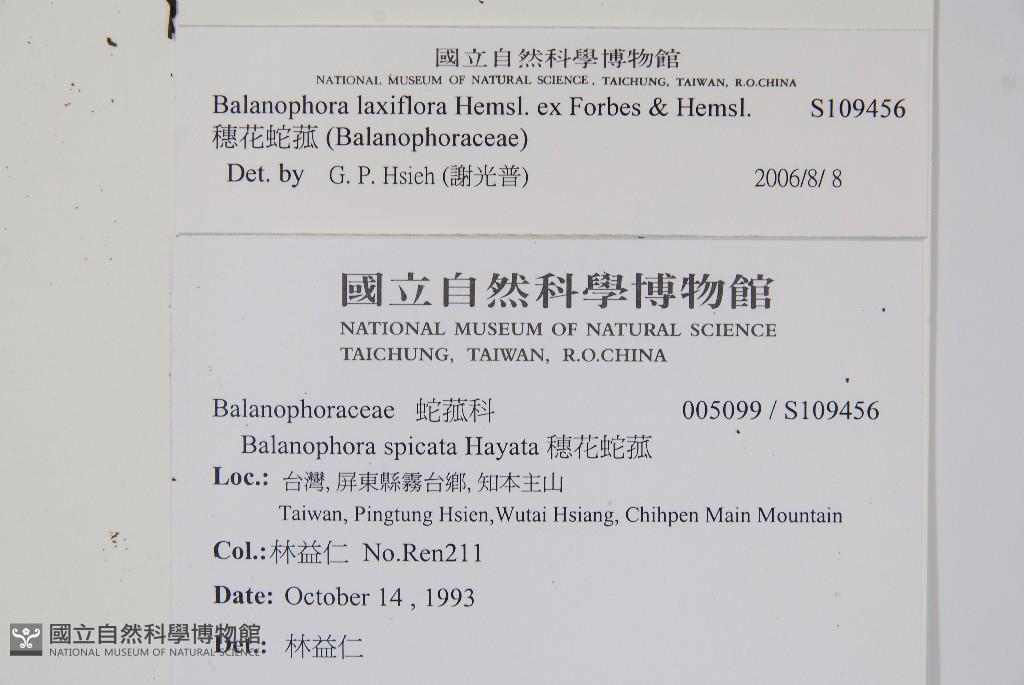 國立自然科學博物館
NATIONAL MUSEUM OF NATURAL SCIENCE, TAICHUNG, TAIWAN, R.O.CHINA
Balanophora laxiflora Hemsl. ex Forbes & Hemsl. S109456
穗花蛇菰 (Balanophoraceae)
Det. by G. P. Hsieh (謝光普) 2006/8/ 8
國立自然科學博物館
NATIONAL MUSEUM OF NATURAL SCIENCE
TAICHUNG, TAIWAN, R.O.CHINA
Balanophoraceae 蛇菰科 005099 / S109456
Balanophora spicata Hayata 穗花蛇菰
Loc.: 台灣, 屏東縣霧台鄉, 知本主山
Taiwan, Pingtung Hsien,Wutai Hsiang, Chihpen Main Mountain
Col.:林益仁 No.Ren211
Date: October 14 , 1993
Det.: 林益仁
國立自然科學博物館
NATIONAL MUSEUM OF NATURAL SCIENCE